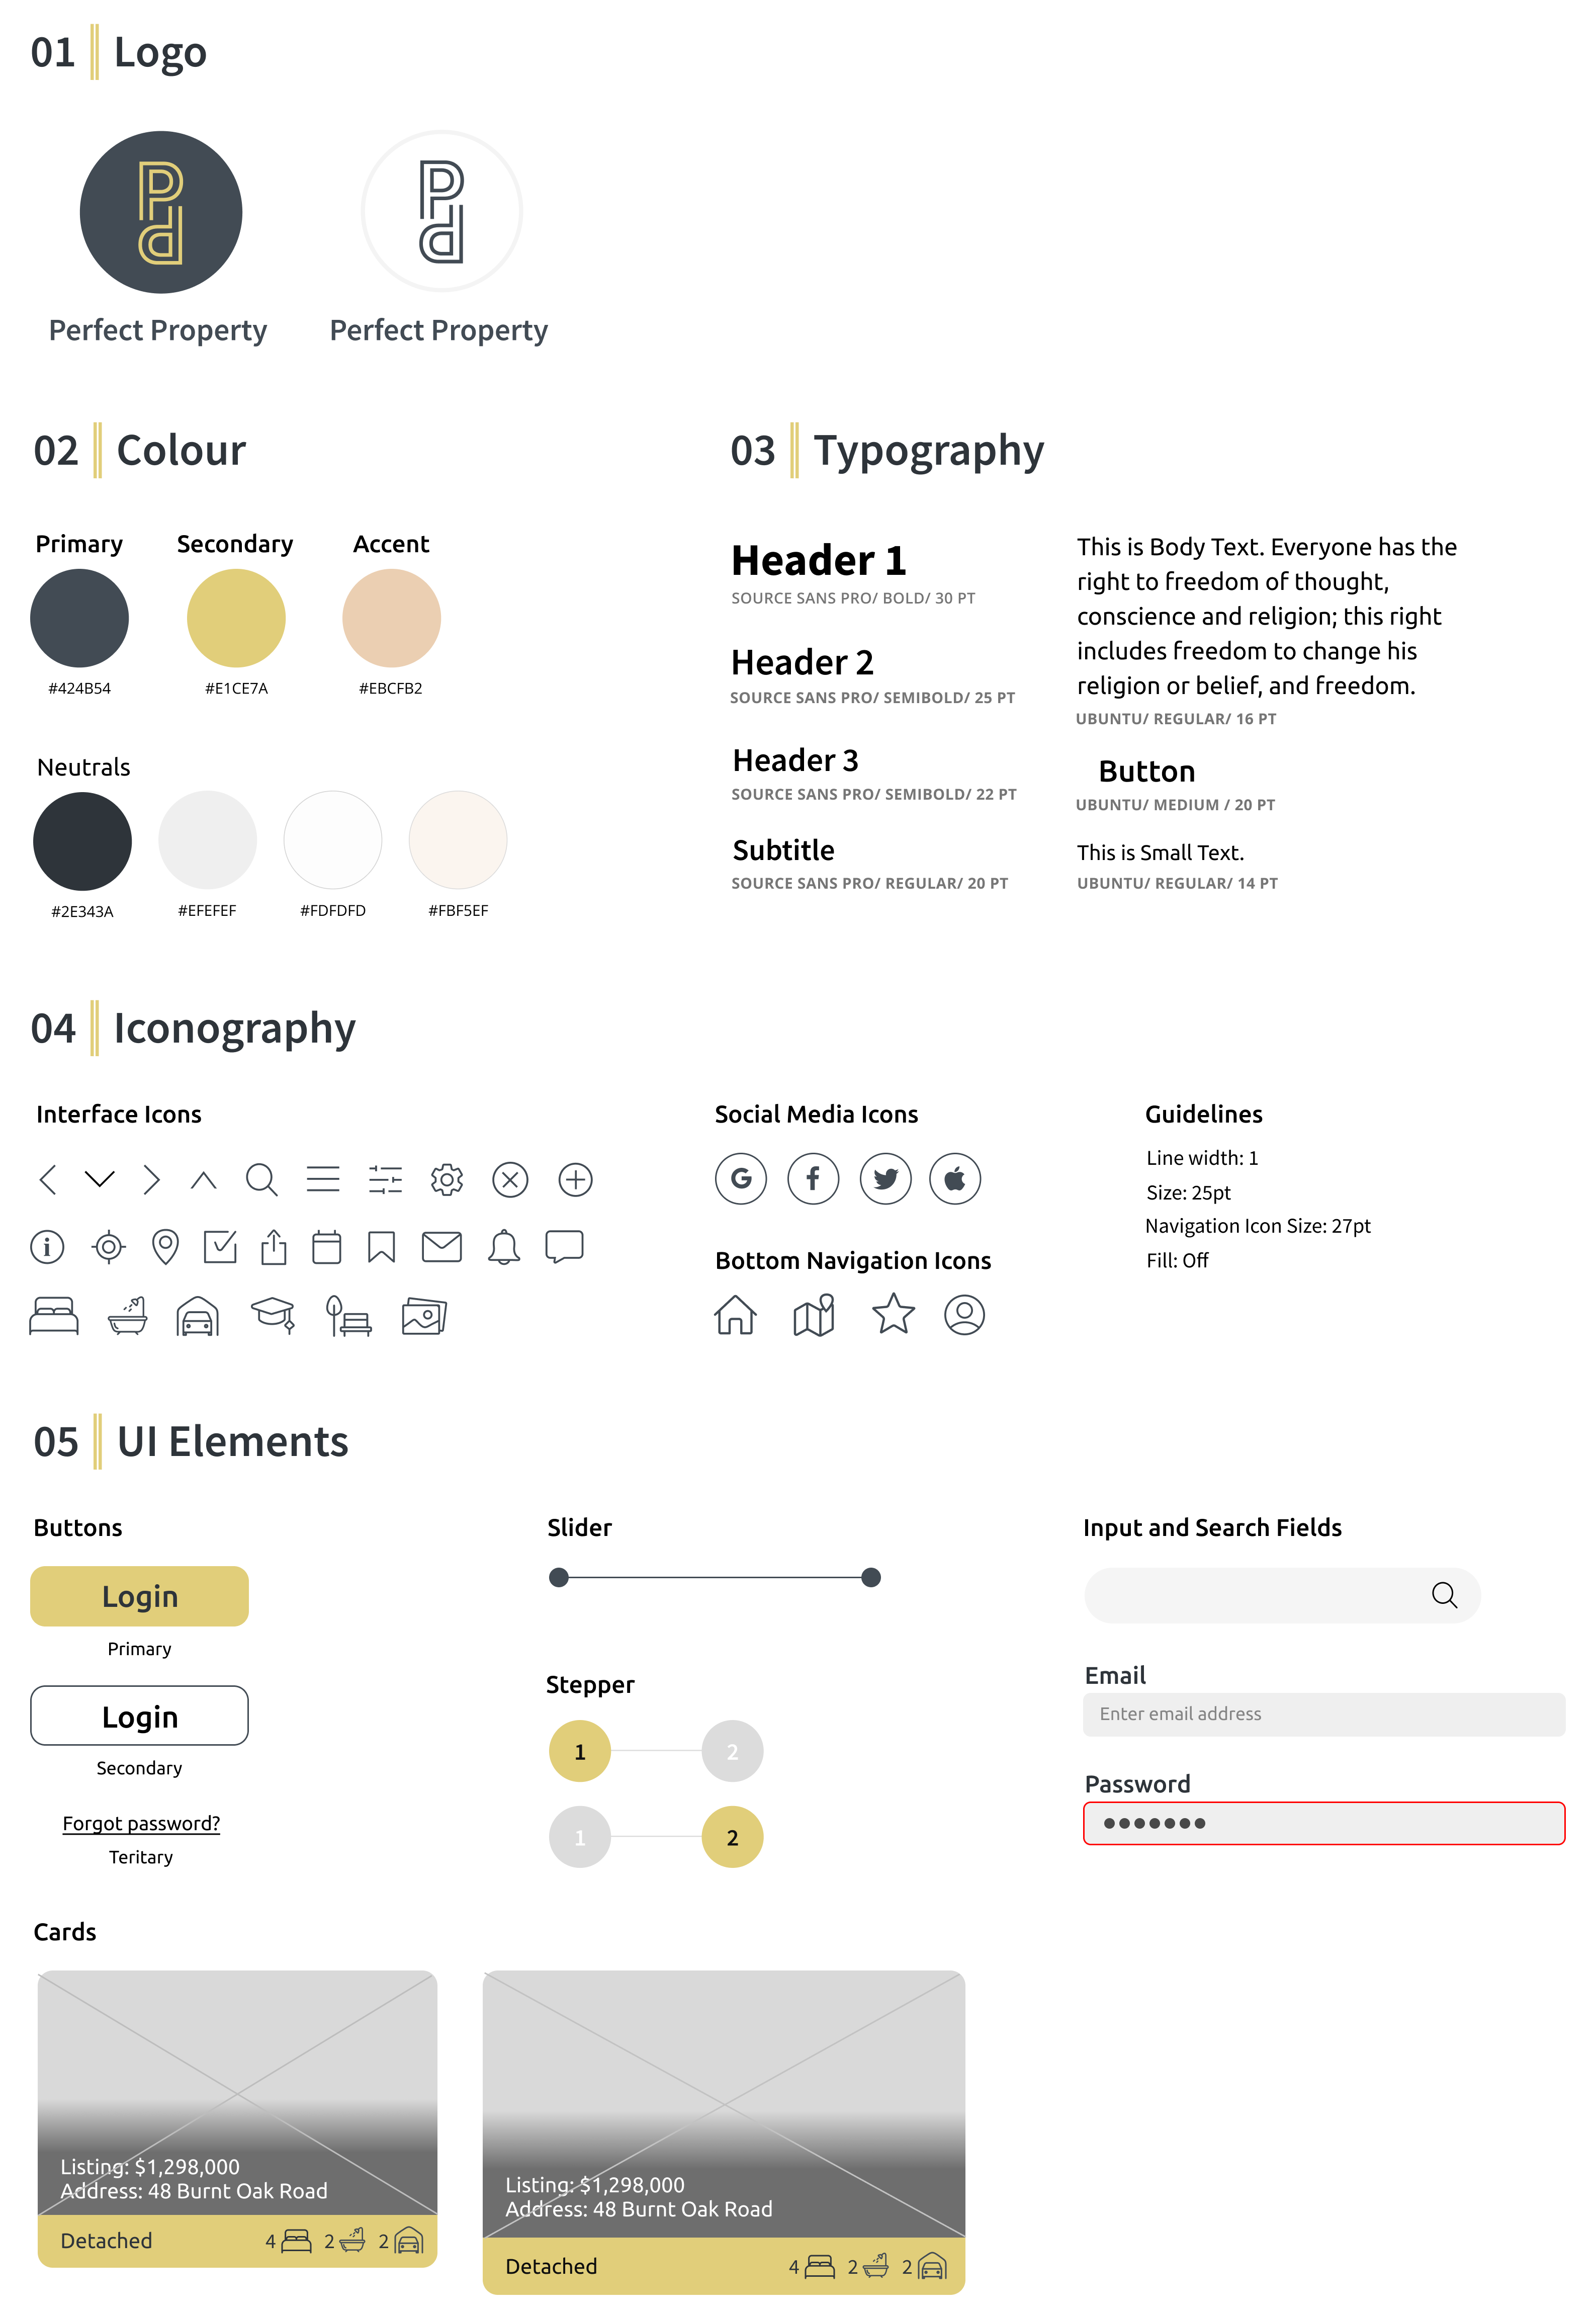 01 Logo
Perfect Property
Perfect Property
02 Colour
Primary Secondary Accent
#424B54 #E1CE7A #EBCFB2
Neutrals
#2E343A #EFEFEF #FDFDFD #FBF5EF
03 Typography
Header 1
SOURCE SANS PRO/ BOLD/ 30 PT
Header 2
SOURCE SANS PRO/ SEMIBOLD/ 25 PT
Header 3
SOURCE SANS PRO/ SEMIBOLD/ 22 PT
Subtitle
SOURCE SANS PRO/ REGULAR/ 20 PT
This is Body Text. Everyone has the
right to freedom of thought,
conscience and religion; this right
includes freedom to change his
religion or belief, and freedom.
UBUNTU/ REGULAR/ 16 PT
Button
UBUNTU/ MEDIUM / 20 PT
This is Small Text.
UBUNTU/ REGULAR/ 14 PT
04 Iconography
Interface Icons
Social Media Icons
Bottom Navigation Icons
Guidelines
Line width: 1
Size: 25pt
Navigation Icon Size: 27pt
Fill: Off
05 UI Elements
Buttons
Login
Primary
Login
Secondary
Forgot password?
Teritary
Slider
Stepper
1 2
1 2
Input and Search Fields
Email
Enter email address
Password
Cards
Listing: $1,298,000
Address: 48 Burnt Oak Road
Detached 4 2 2
Listing: $1,298,000
Address: 48 Burnt Oak Road
Detached 4 2 2